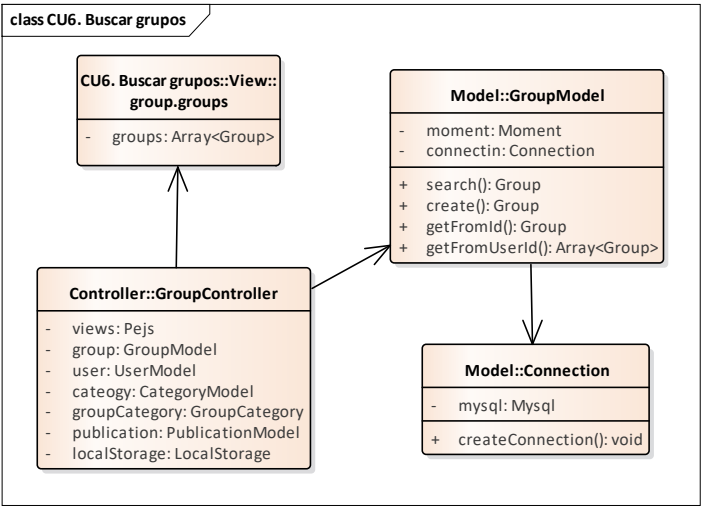 class CU6. Buscar grupos
CU6. Buscar grupos::View::
group.groups
- groups: Array<Group>
Model::GroupModel
- moment: Moment
- connectin: Connection
+ search(): Group
+ create(): Group
+ getFromId(): Group
+ getFromUserId(): Array<Group>
Controller::GroupController
- views: Pejs
- group: GroupModel
- user: UserModel
- cateogy: CategoryModel
- groupCategory: GroupCategory
- publication: PublicationModel
- localStorage: LocalStorage
Model::Connection
- mysql: Mysql
+ createConnection(): void